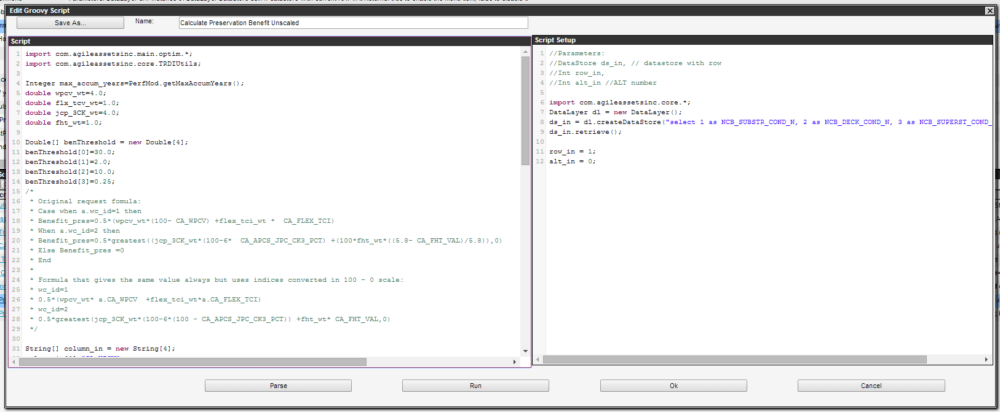 Edit Groovy Script
Save As...
Name:
Calculate Preservation Benefit Unscaled
Script
1 import com.agileassetsinc.main.optim.*;
2 import com.agileassetsinc.core.TRDIUtils;
3
4 Integer max_accum_years=PerfMod.getMaxAccumYears();
5 double wpcv_wt=4.0;
6 double flx_tcv_wt=1.0;
7 double jcp_3CK_wt=4.0;
8 double fht_wt=1.0;
9
10 Double[] benThreshold = new Double[4];
11 benThreshold[0]=30.0;
12 benThreshold[1]=2.0;
13 benThreshold[2]=10.0;
14 benThreshold[3]=0.25;
15 /*
16 * Original request fomula:
17 * Case when a.wc_id=1 then
18 * Benefit_pres=0.5*(wpcv_wt*(100- CA_WPCV) +flex_tci_wt * CA_FLEX_TCI)
19 * When a.wc_id=2 then
20 * Benefit_pres=0.5*greatest((jcp_3CK_wt*(100-6* CA_APCS_JPC_CK3_PCT) +(100*fht_wt*((5.8- CA_FHT_VAL)/5.8)),0)
21 * Else Benefit_pres =0
22 * End
23 *
24 * Formula that gives the same value always but uses indices converted in 100 - 0 scale:
25 * wc_id=1
26 * 0.5*(wpcv_wt* a.CA_WPCV +flex_tci_wt*a.CA_FLEX_TCI)
27 * wc_id=2
28 * 0.5*greatest(jcp_3CK_wt*(100-6*(100 - CA_APCS_JPC_CK3_PCT)) +fht_wt* CA_FHT_VAL,0)
29 */
30
31 String[] column_in = new String[4];
Script Setup
1 //Parameters:
2 //DataStore ds_in, // datastore with row
3 //Int row_in,
4 //Int alt_in //ALT number
5
6 import com.agileassetsinc.core.*;
7 DataLayer dl = new DataLayer();
8 ds_in = dl.createDataStore("select 1 as NCB_SUBSTR_COND_N, 2 as NCB_DECK_COND_N, 3 as NCB_SUPERST_COND_
9 ds_in.retrieve();
10
11 row_in = 1;
12 alt_in = 0;
Parse
Run
Ok
Cancel